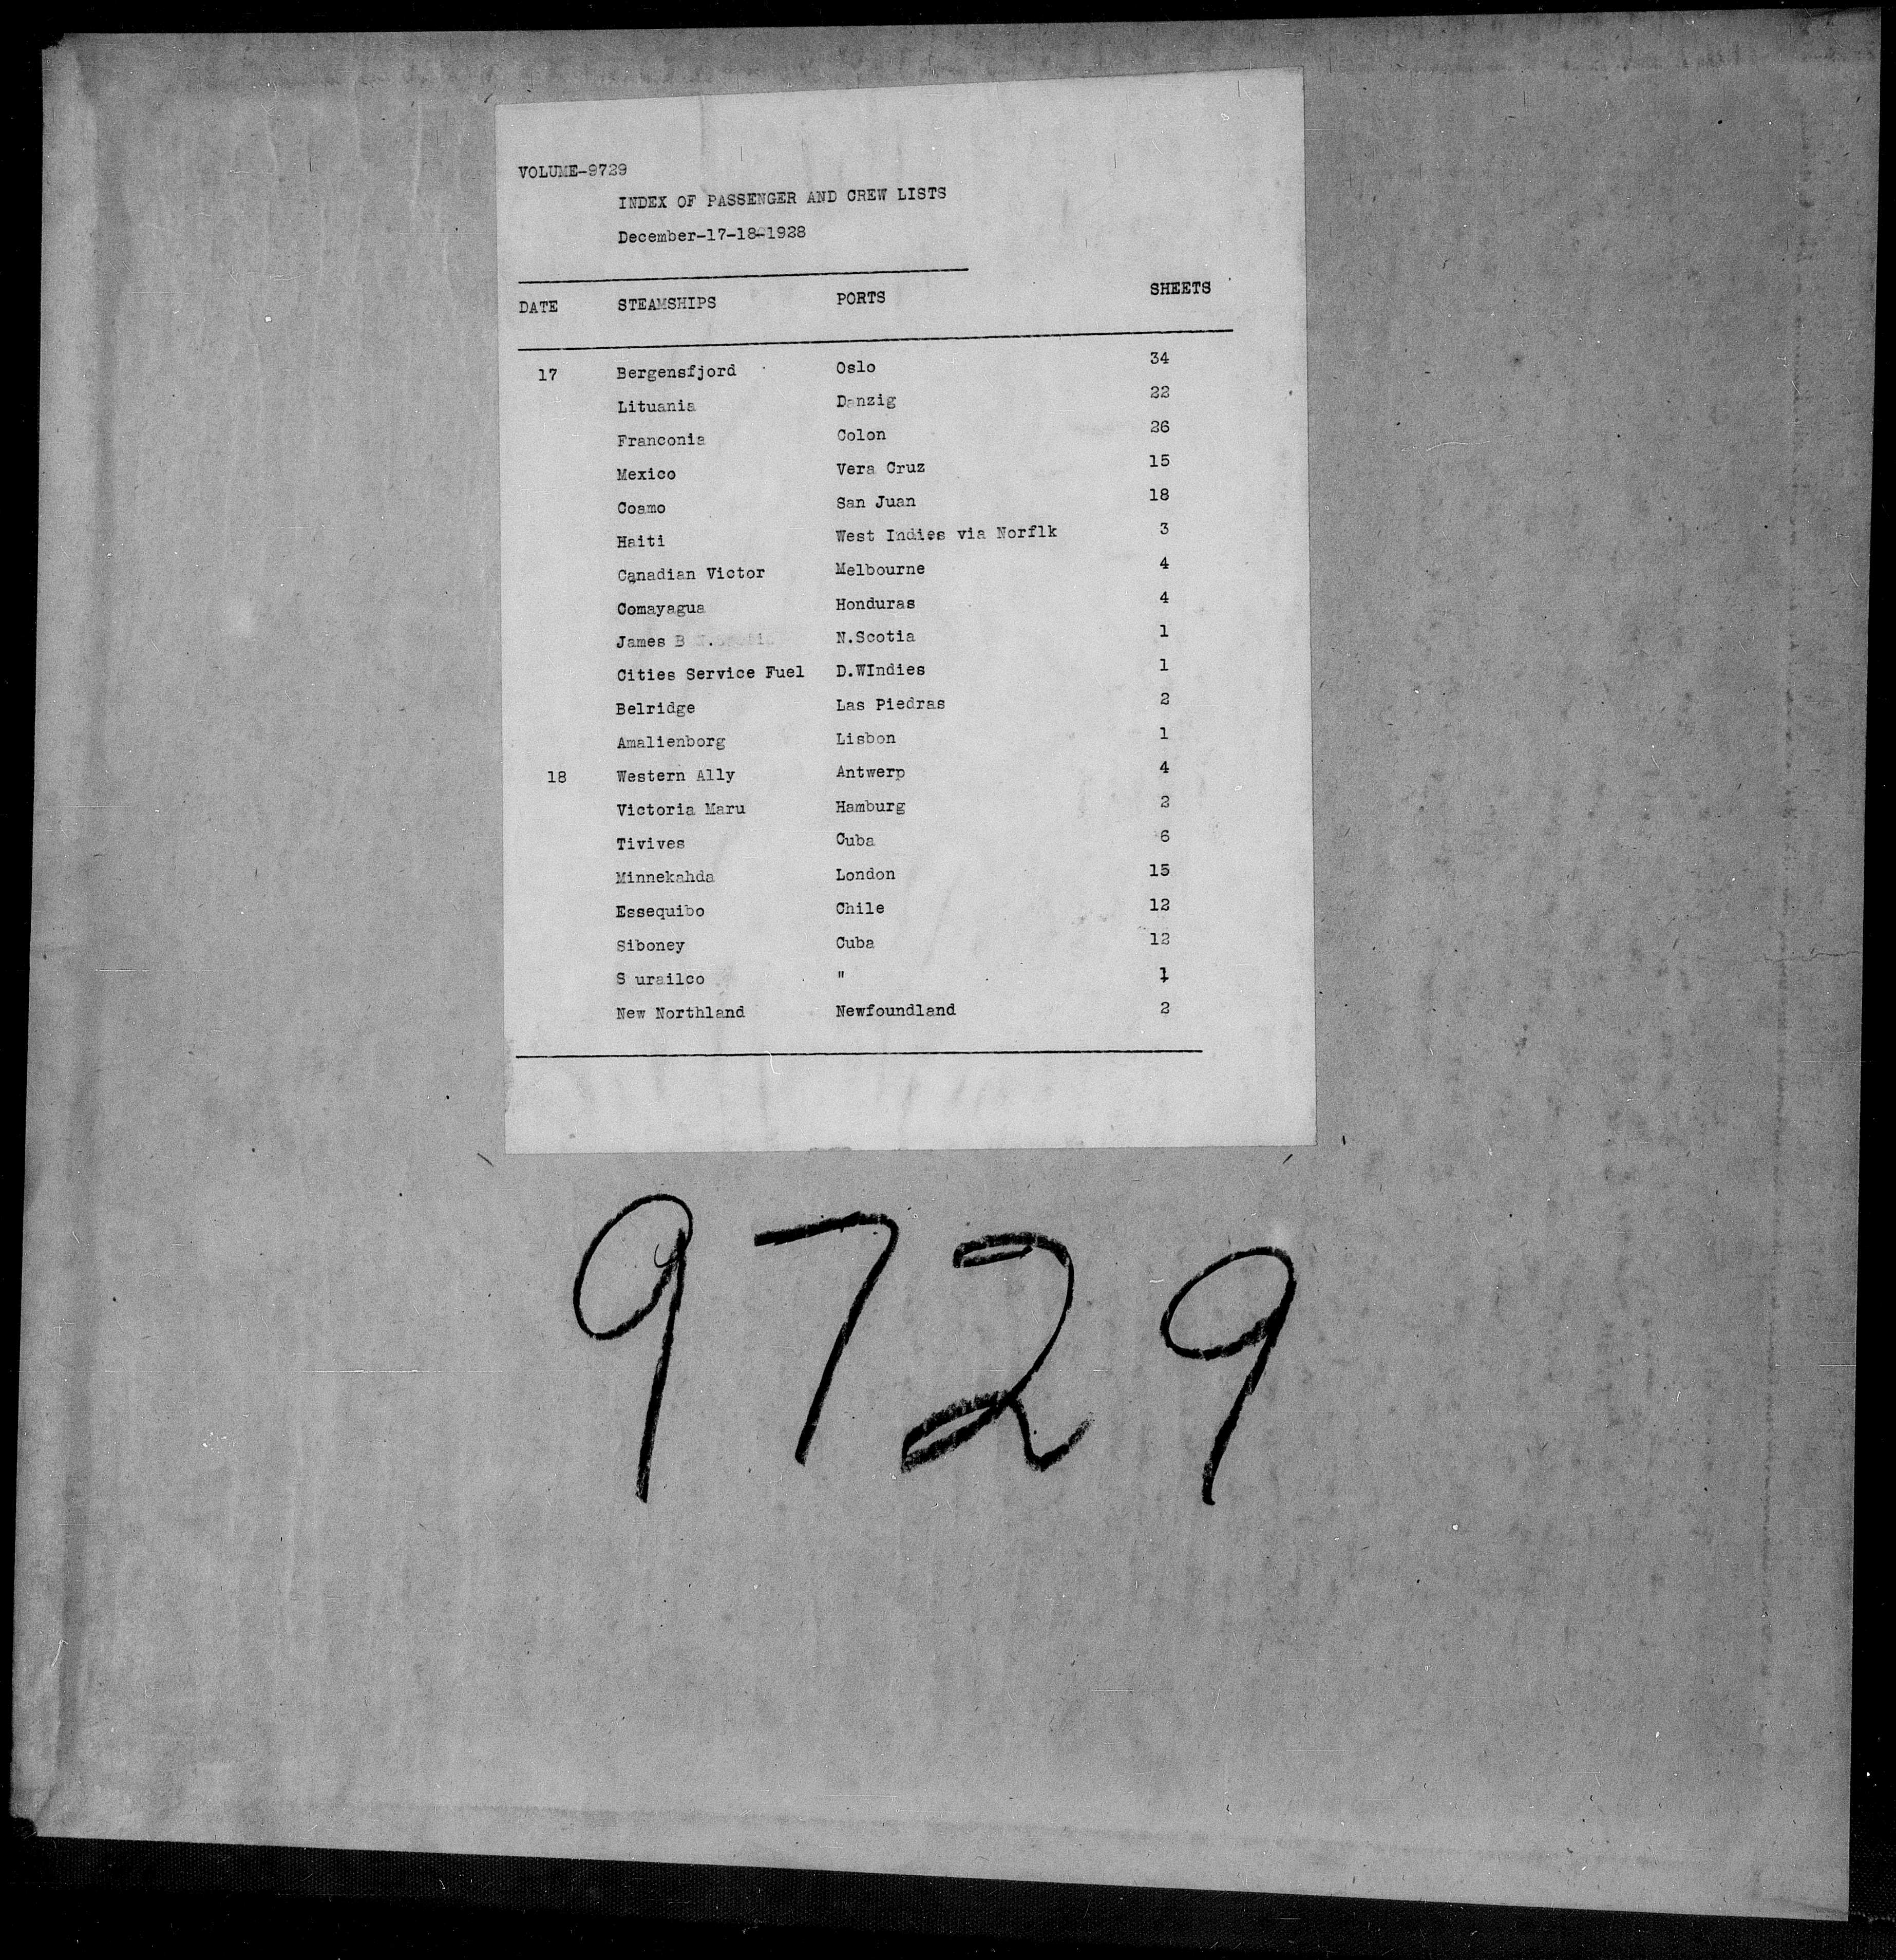 VOLUME-9729
INDEX OF PASSENGER AND CREW LISTS
December-17-18-1928
DATE STEAMSHIPS PORTS SHEETS
17 Bergensfjord Oslo 34
Lituania Danzig 22
Franconia Colon 26
Mexico Vera Cruz 15
Coamo San Juan 18
Haiti West Indies via Norflk 3
Canadian Victor Melbourne 4
Comayagua Honduras 4
James B N.Scotia 1
Cities Service Fuel D.WIndies 1
Belridge Las Piedras 2
Amalienborg Lisbon 1
18 Western Ally Antwerp 4
Victoria Maru Hamburg 2
Tivives Cuba 6
Minnekahda London 15
Essequibo Chile 12
Siboney Cuba 12
S urailco " 1
New Northland Newfoundland 2
9729